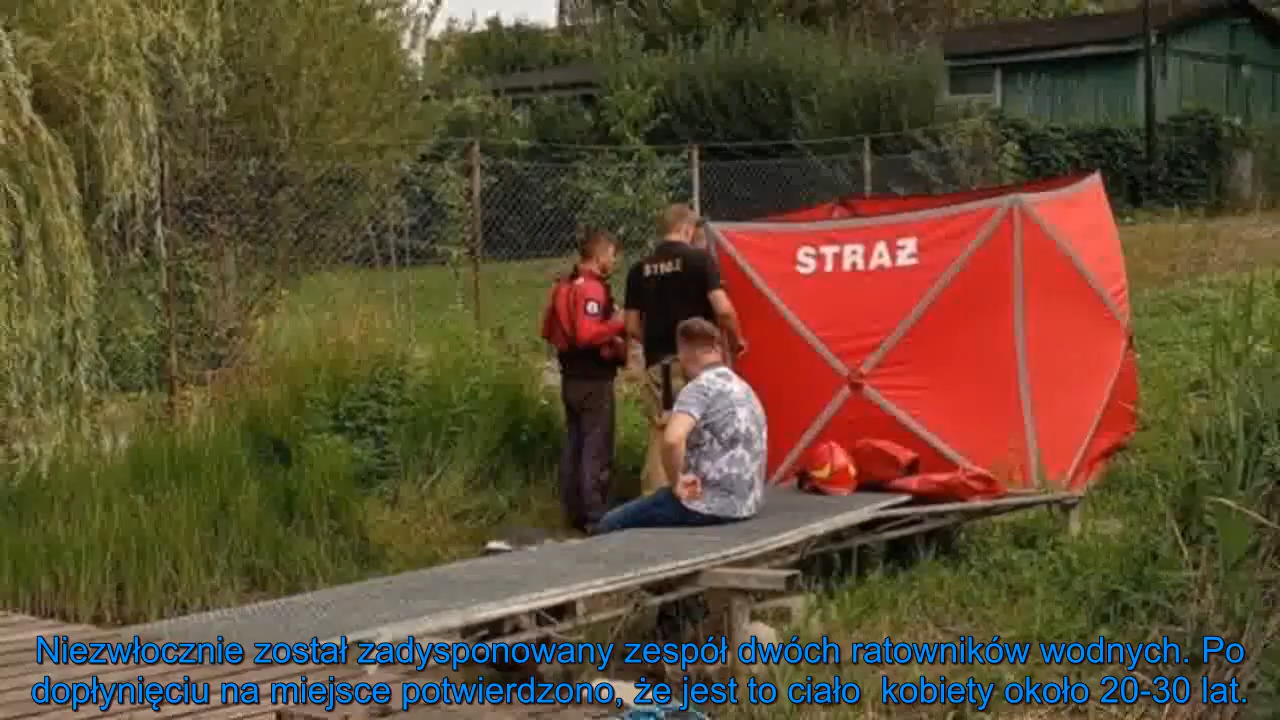 STRAŻ
STRAŻ
Niezwłocznie został zadysponowany zespół dwóch ratowników wodnych. Po
dopłynięciu na miejsce potwierdzono, że jest to ciało  kobiety około 20-30 lat.